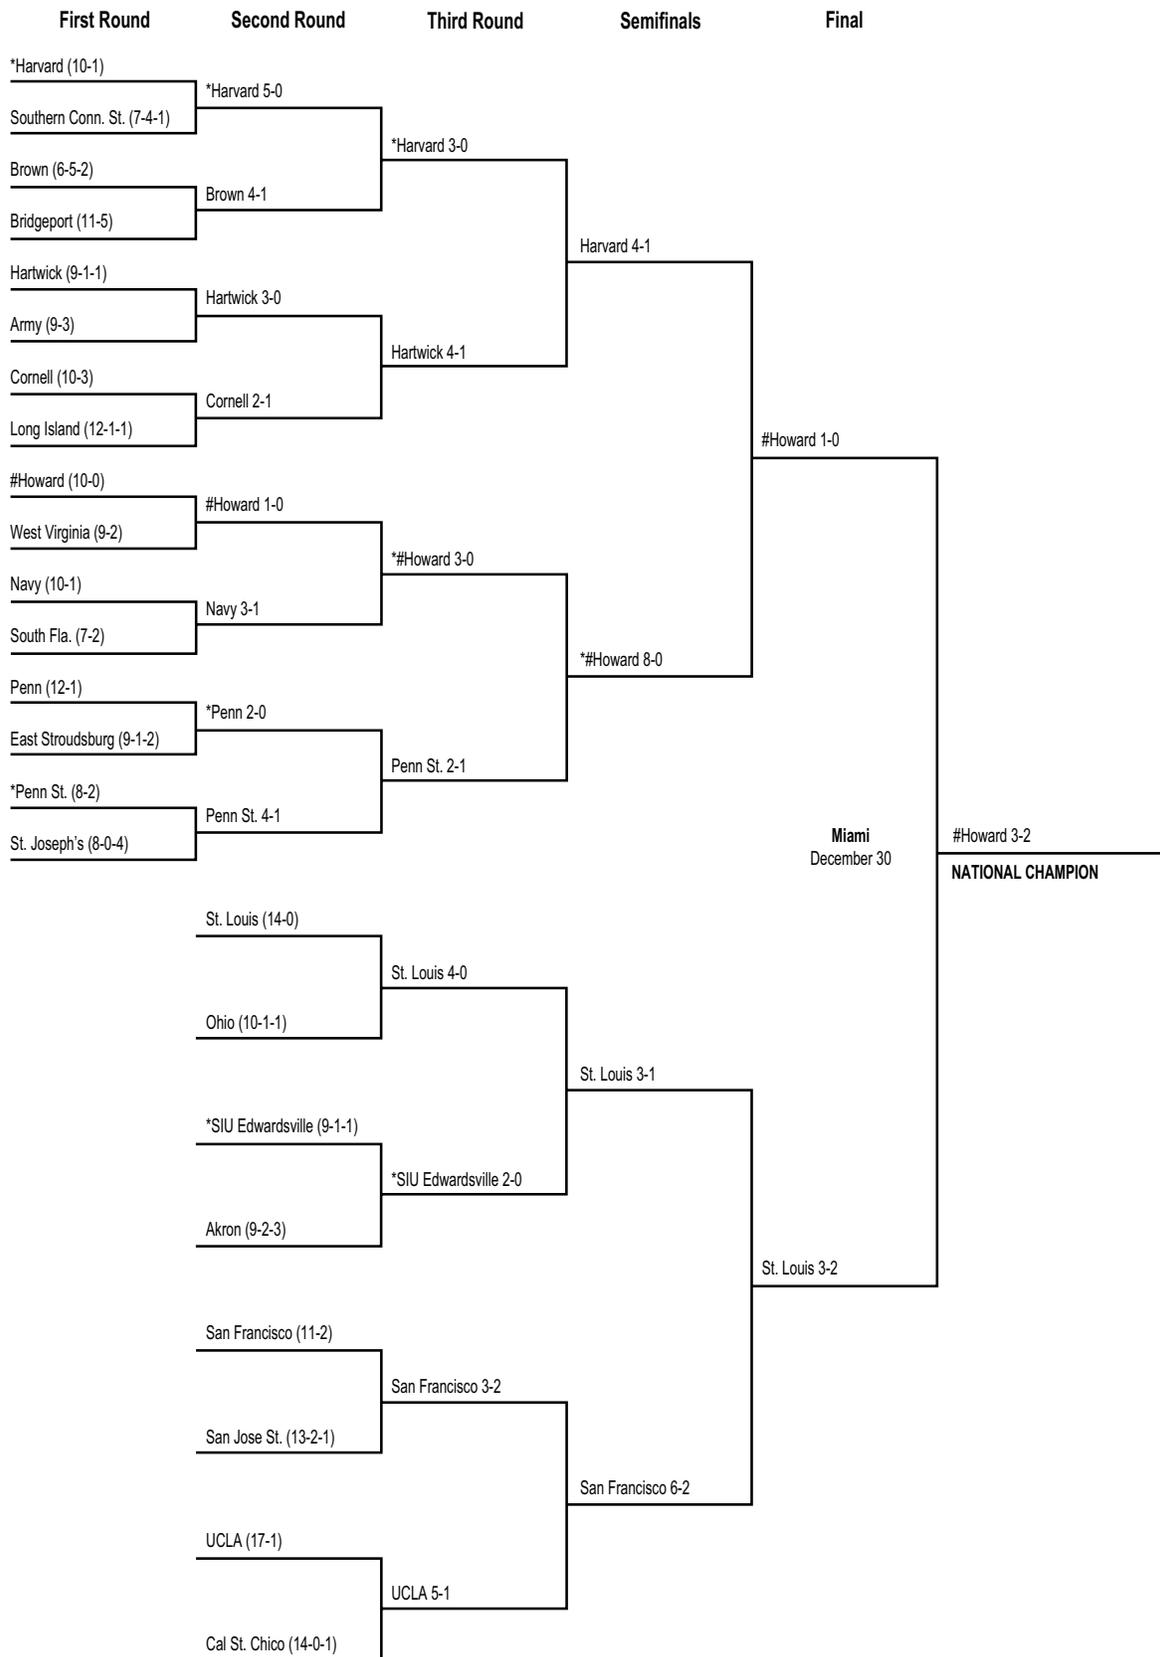 First Round Second Round Third Round Semifinals Final
*Harvard (10-1)
*Harvard 5-0
Southern Conn. St. (7-4-1)
*Harvard 3-0
Brown (6-5-2)
Brown 4-1
Bridgeport (11-5)
Harvard 4-1
Hartwick (9-1-1)
Hartwick 3-0
Army (9-3)
Hartwick 4-1
Cornell (10-3)
Cornell 2-1
Long Island (12-1-1)
#Howard 1-0
#Howard (10-0)
#Howard 1-0
West Virginia (9-2)
*#Howard 3-0
Navy (10-1)
Navy 3-1
South Fla. (7-2)
*#Howard 8-0
Penn (12-1)
*Penn 2-0
East Stroudsburg (9-1-2)
Penn St. 2-1
*Penn St. (8-2)
Penn St. 4-1
St. Joseph's (8-0-4)
Miami
December 30
#Howard 3-2
NATIONAL CHAMPION
St. Louis (14-0)
St. Louis 4-0
Ohio (10-1-1)
St. Louis 3-1
*SIU Edwardsville (9-1-1)
*SIU Edwardsville 2-0
Akron (9-2-3)
St. Louis 3-2
San Francisco (11-2)
San Francisco 3-2
San Jose St. (13-2-1)
San Francisco 6-2
UCLA (17-1)
UCLA 5-1
Cal St. Chico (14-0-1)